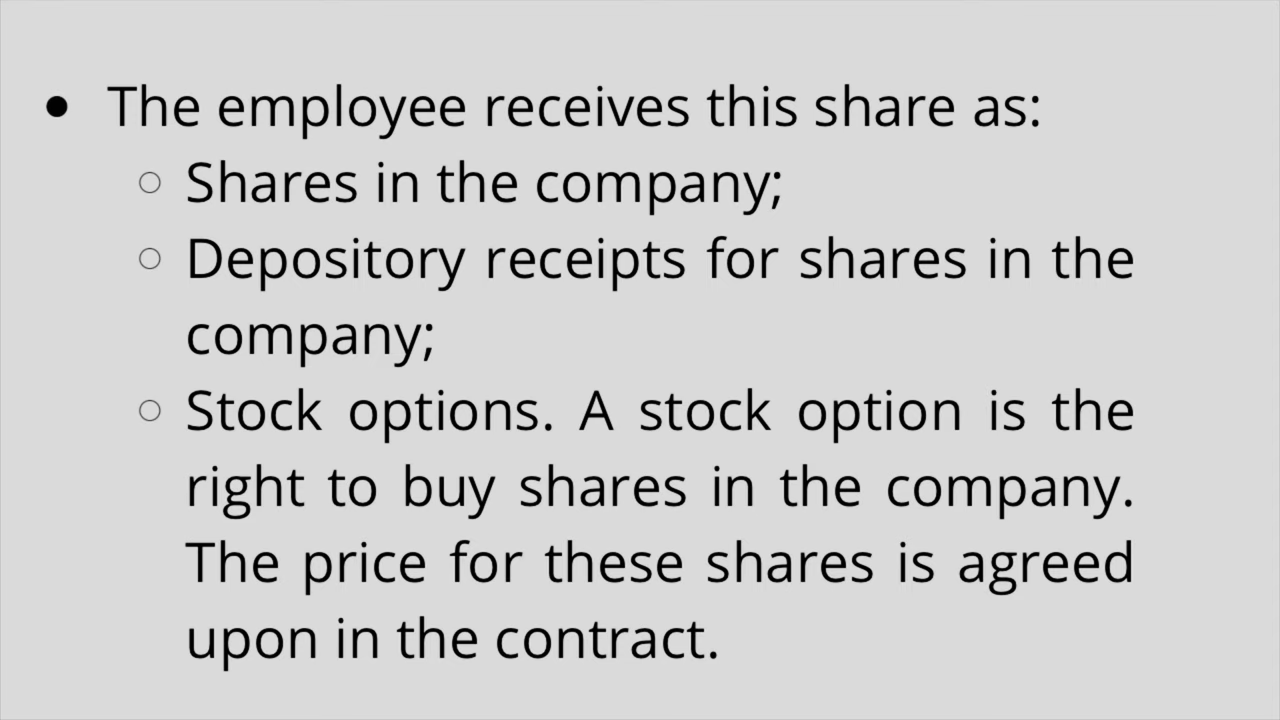 • The employee receives this share as:
○ Shares in the company;
○ Depository receipts for shares in the
company;
○ Stock options. A stock option is the
right to buy shares in the company.
The price for these shares is agreed
upon in the contract.